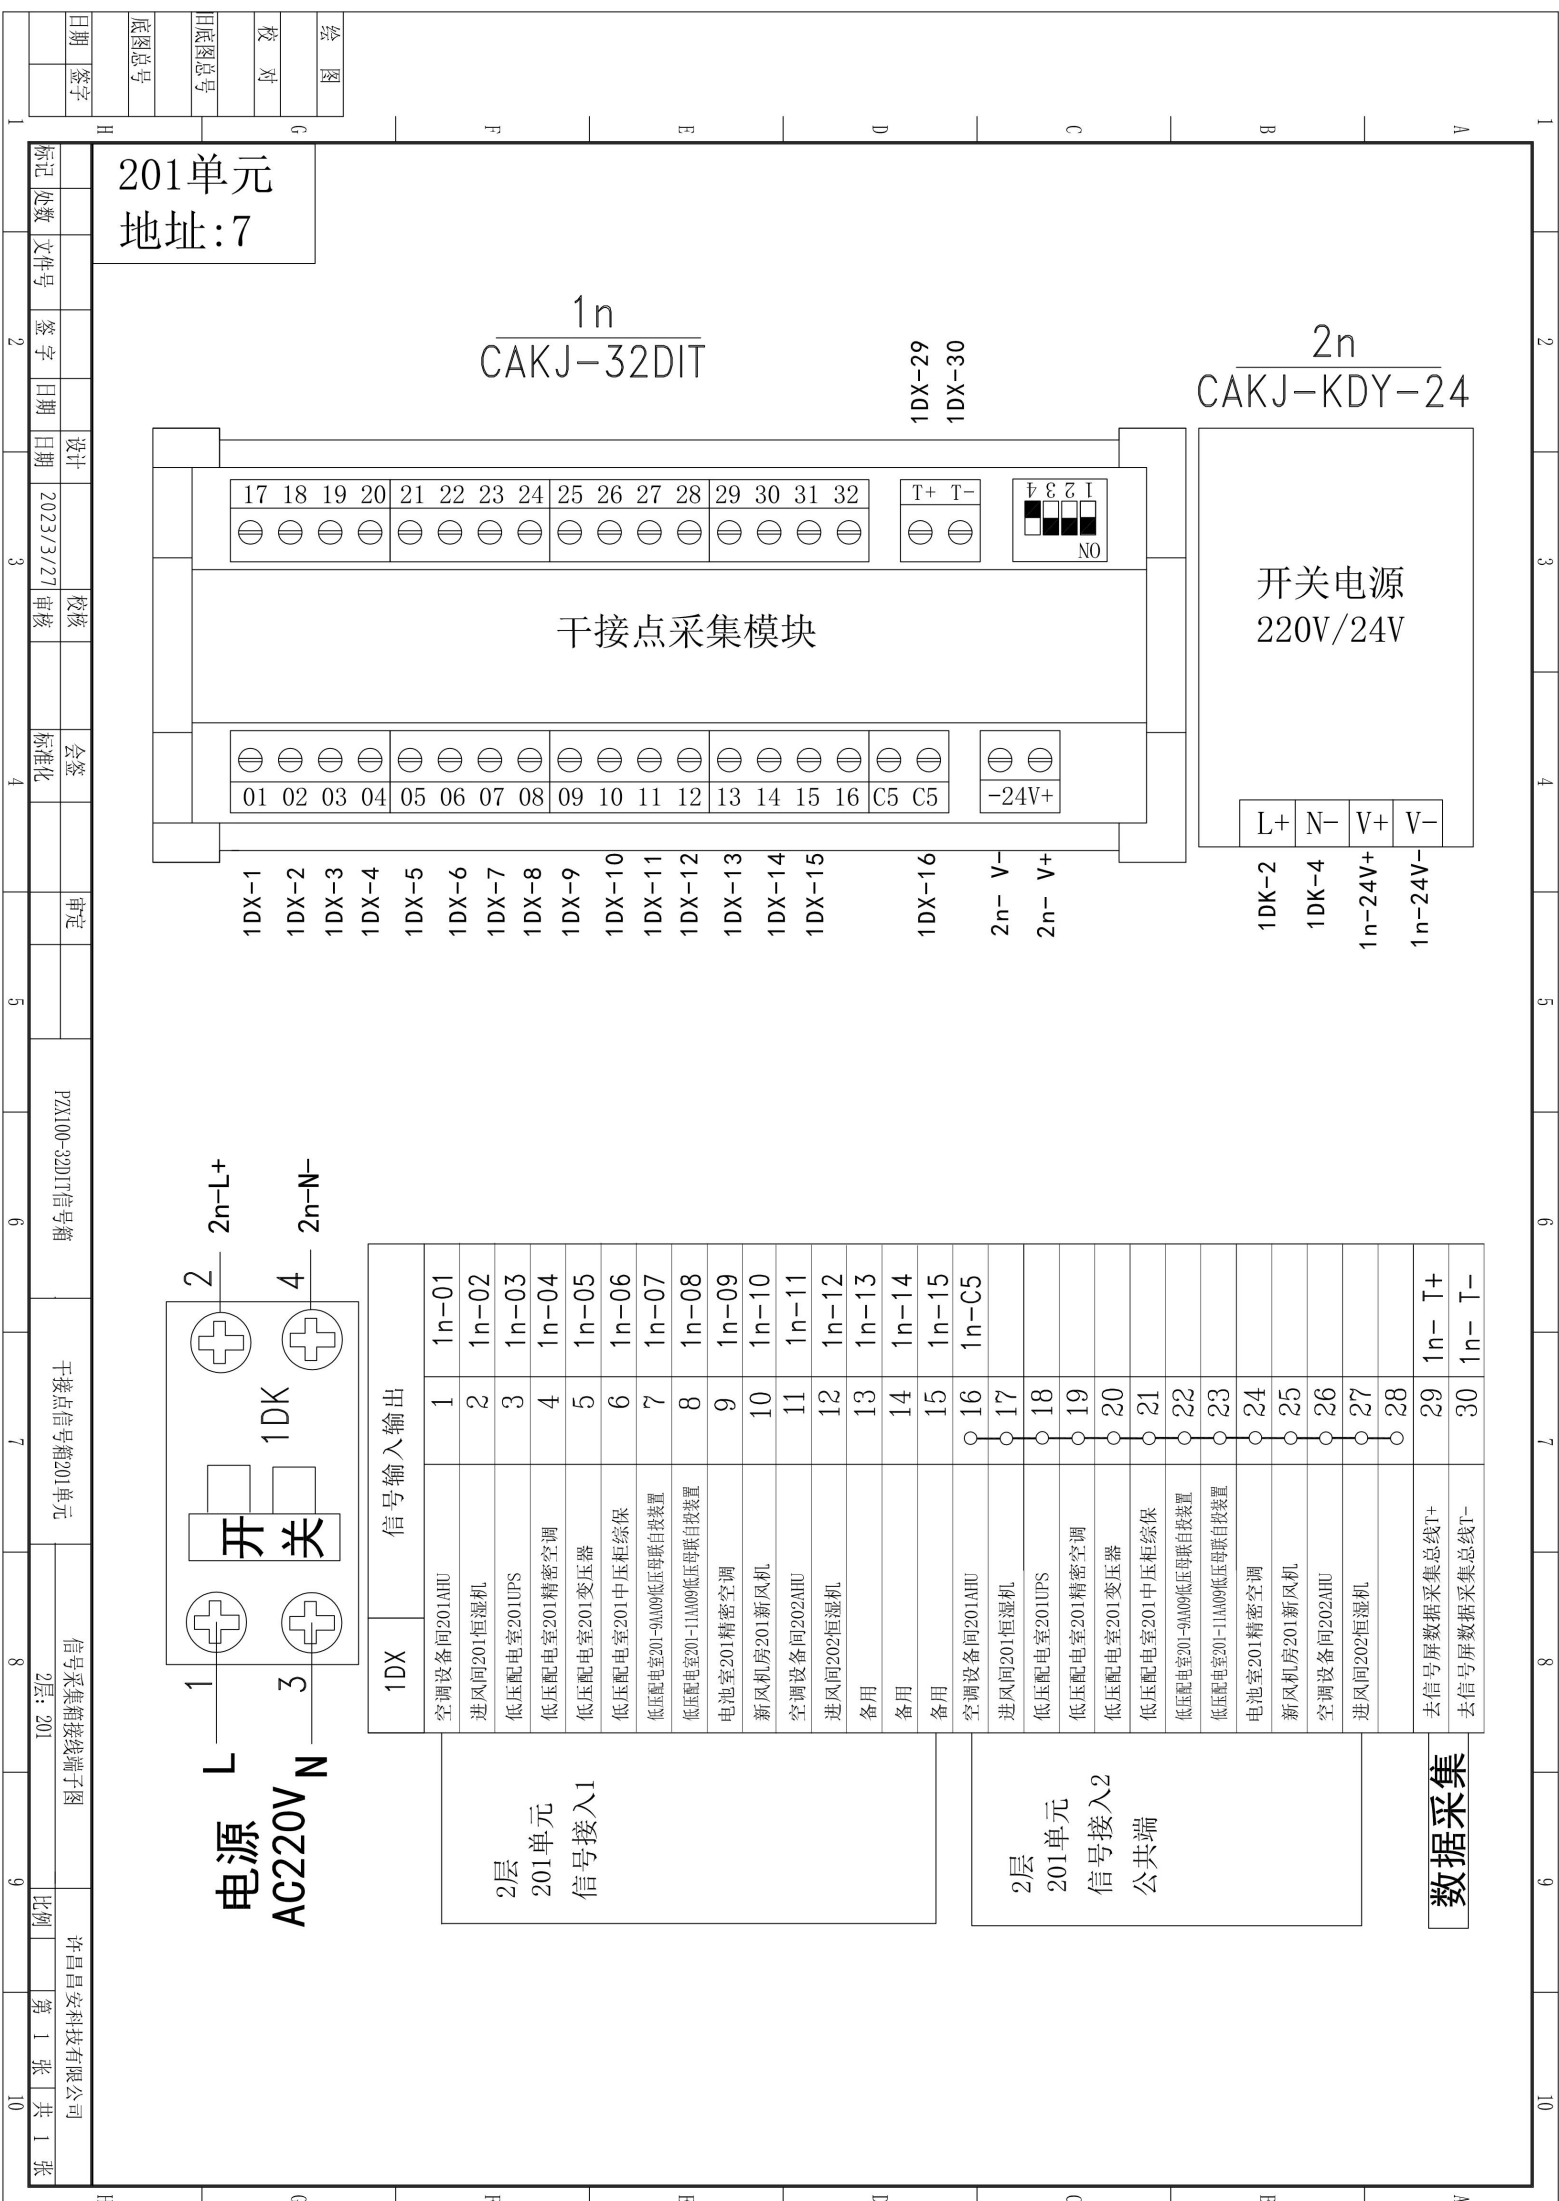 绘 图
校 对
旧底图总号
底图总号
日期 签字
1
H G F E D C B A
1
201单元
地址:7
1n
CAKJ-32DIT
2n
CAKJ-KDY-24
1DX-29
1DX-30
17 18 19 20 21 22 23 24 25 26 27 28 29 30 31 32
T+ T-
1 2 3 4
ON
干接点采集模块
开关电源
220V/24V
01 02 03 04 05 06 07 08 09 10 11 12 13 14 15 16 C5 C5
-24V+
L+ N- V+ V-
1DX-1
1DX-2
1DX-3
1DX-4
1DX-5
1DX-6
1DX-7
1DX-8
1DX-9
1DX-10
1DX-11
1DX-12
1DX-13
1DX-14
1DX-15
1DX-16
2n- V-
2n- V+
1DK-2
1DK-4
1n-24V+
1n-24V-
2n-L+
2n-N-
2
4
1DK
开
关
1
3
L
N
电源
AC220V
1DX 信号输入输出
空调设备间201AHU 1 1n-01
进风间201恒湿机 2 1n-02
低压配电室201UPS 3 1n-03
低压配电室201精密空调 4 1n-04
低压配电室201变压器 5 1n-05
低压配电室201中压柜综保 6 1n-06
低压配电室201-9AA09低压母联自投装置 7 1n-07
低压配电室201-11AA09低压母联自投装置 8 1n-08
电池室201精密空调 9 1n-09
新风机房201新风机 10 1n-10
空调设备间202AHU 11 1n-11
进风间202恒湿机 12 1n-12
备用 13 1n-13
备用 14 1n-14
备用 15 1n-15
空调设备间201AHU 16 1n-C5
进风间201恒湿机 17
低压配电室201UPS 18
低压配电室201精密空调 19
低压配电室201变压器 20
低压配电室201中压柜综保 21
低压配电室201-9AA09低压母联自投装置 22
低压配电室201-11AA09低压母联自投装置 23
电池室201精密空调 24
新风机房201新风机 25
空调设备间202AHU 26
进风间202恒湿机 27
28
去信号屏数据采集总线T+ 29 1n- T+
去信号屏数据采集总线T- 30 1n- T-
2层
201单元
信号接入1
2层
201单元
信号接入2
公共端
数据采集
2 3 4 5 6 7 8 9 10
2 3 4 5 6 7 8 9 10
设计 校核 会签 审定
标记 处数 文件号 签 字 日期 日期 2023/3/27 审核 标准化
PZX100-32DIT信号箱
干接点信号箱201单元
信号采集箱接线端子图
2层: 201
许昌昌安科技有限公司
比例 第 1 张 共 1 张
H G F E D C B A